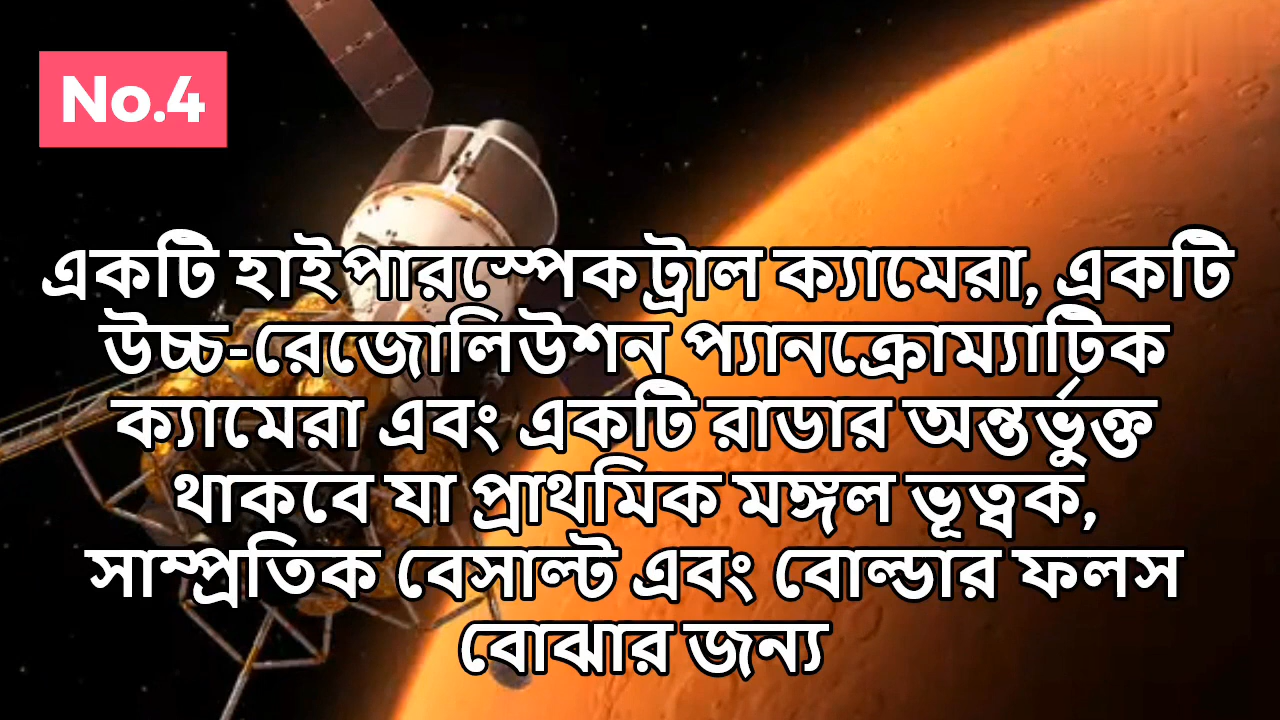 No.4
একটি হাইপারস্পেকট্রাল ক্যামেরা, একটি
উচ্চ-রেজোলিউশন প্যানক্রোম্যাটিক
ক্যামেরা এবং একটি রাডার অন্তর্ভুক্ত
থাকবে যা প্রাথমিক মঙ্গল ভূত্বক,
সাম্প্রতিক বেসাল্ট এবং বোল্ডার ফলস
বোঝার জন্য